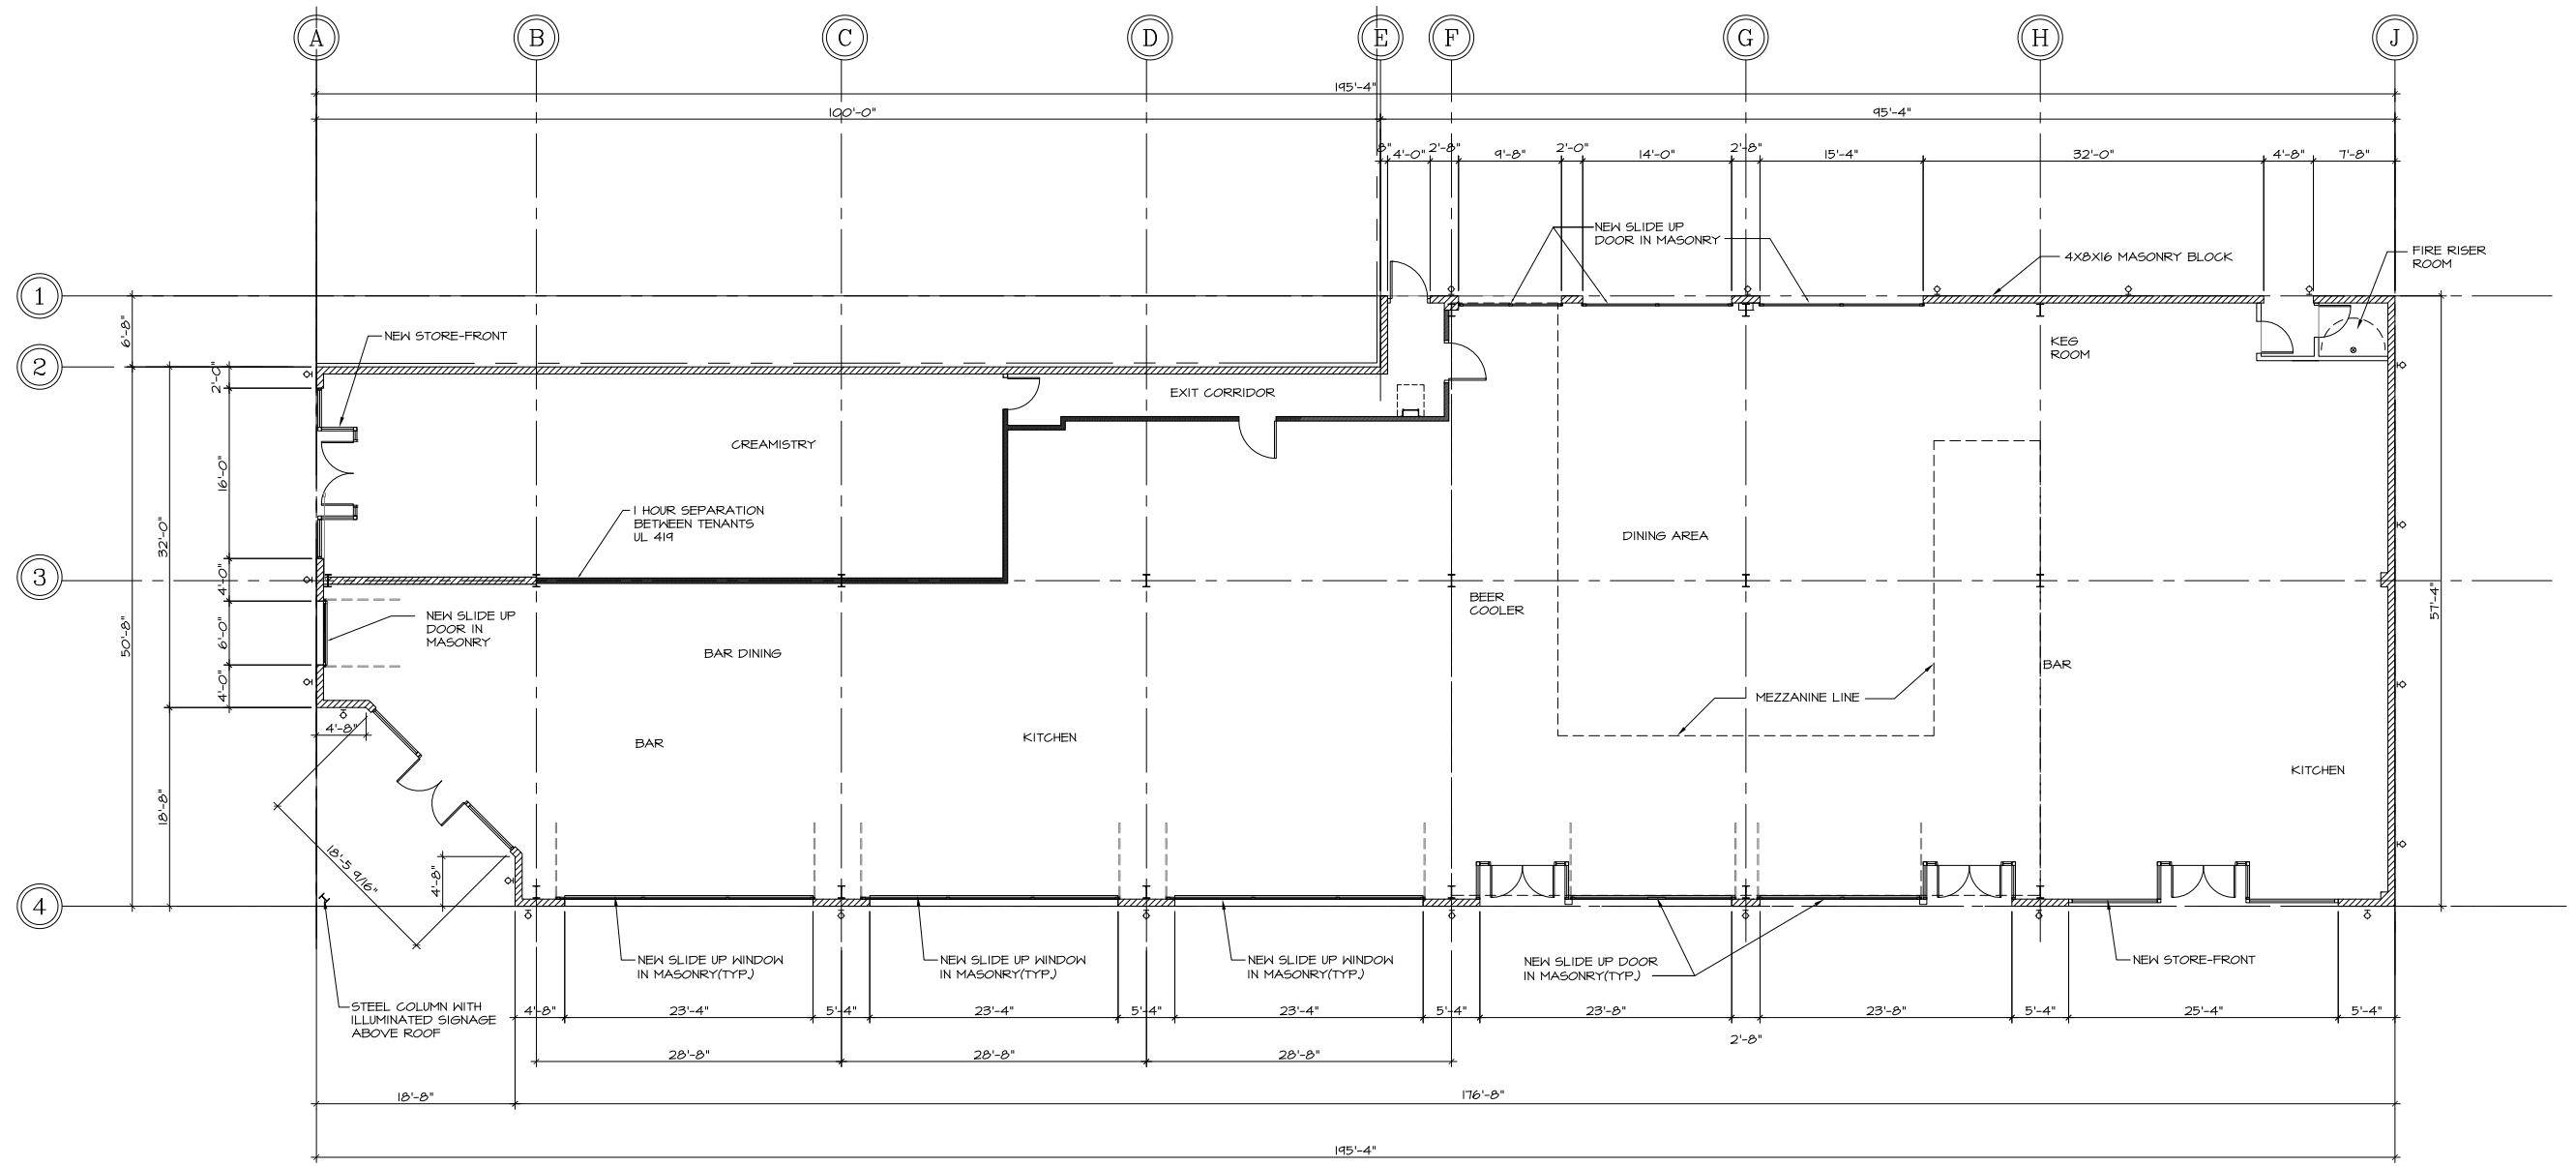 A B C D E F G H J
195'-4"
100'-0" 95'-4"
8" 4'-0" 2'-8" 9'-8" 2'-0" 14'-0" 2'-8" 15'-4" 32'-0" 4'-8" 7'-8"
NEW SLIDE UP
DOOR IN MASONRY
4X8X16 MASONRY BLOCK
FIRE RISER
ROOM
1
6'-8"
NEW STORE-FRONT
KEG
ROOM
2
2'-0"
EXIT CORRIDOR
CREAMISTRY
16'-0"
1 HOUR SEPARATION
BETWEEN TENANTS
UL 419
32'-0"
DINING AREA
3
4'-0"
BEER
COOLER
57'-4"
NEW SLIDE UP
DOOR IN
MASONRY
50'-8"
6'-0"
BAR DINING
BAR
4'-0"
MEZZANINE LINE
4'-8"
BAR
KITCHEN
KITCHEN
18'-8"
18'-5 9/16"
4'-8"
4
NEW SLIDE UP WINDOW
IN MASONRY(TYP.)
NEW SLIDE UP WINDOW
IN MASONRY(TYP.)
NEW SLIDE UP WINDOW
IN MASONRY(TYP.)
NEW SLIDE UP DOOR
IN MASONRY(TYP.)
NEW STORE-FRONT
STEEL COLUMN WITH
ILLUMINATED SIGNAGE
ABOVE ROOF
4'-8" 23'-4" 5'-4" 23'-4" 5'-4" 23'-4" 5'-4" 23'-8" 23'-8" 5'-4" 25'-4" 5'-4"
2'-8"
28'-8" 28'-8" 28'-8"
18'-8" 176'-8"
195'-4"